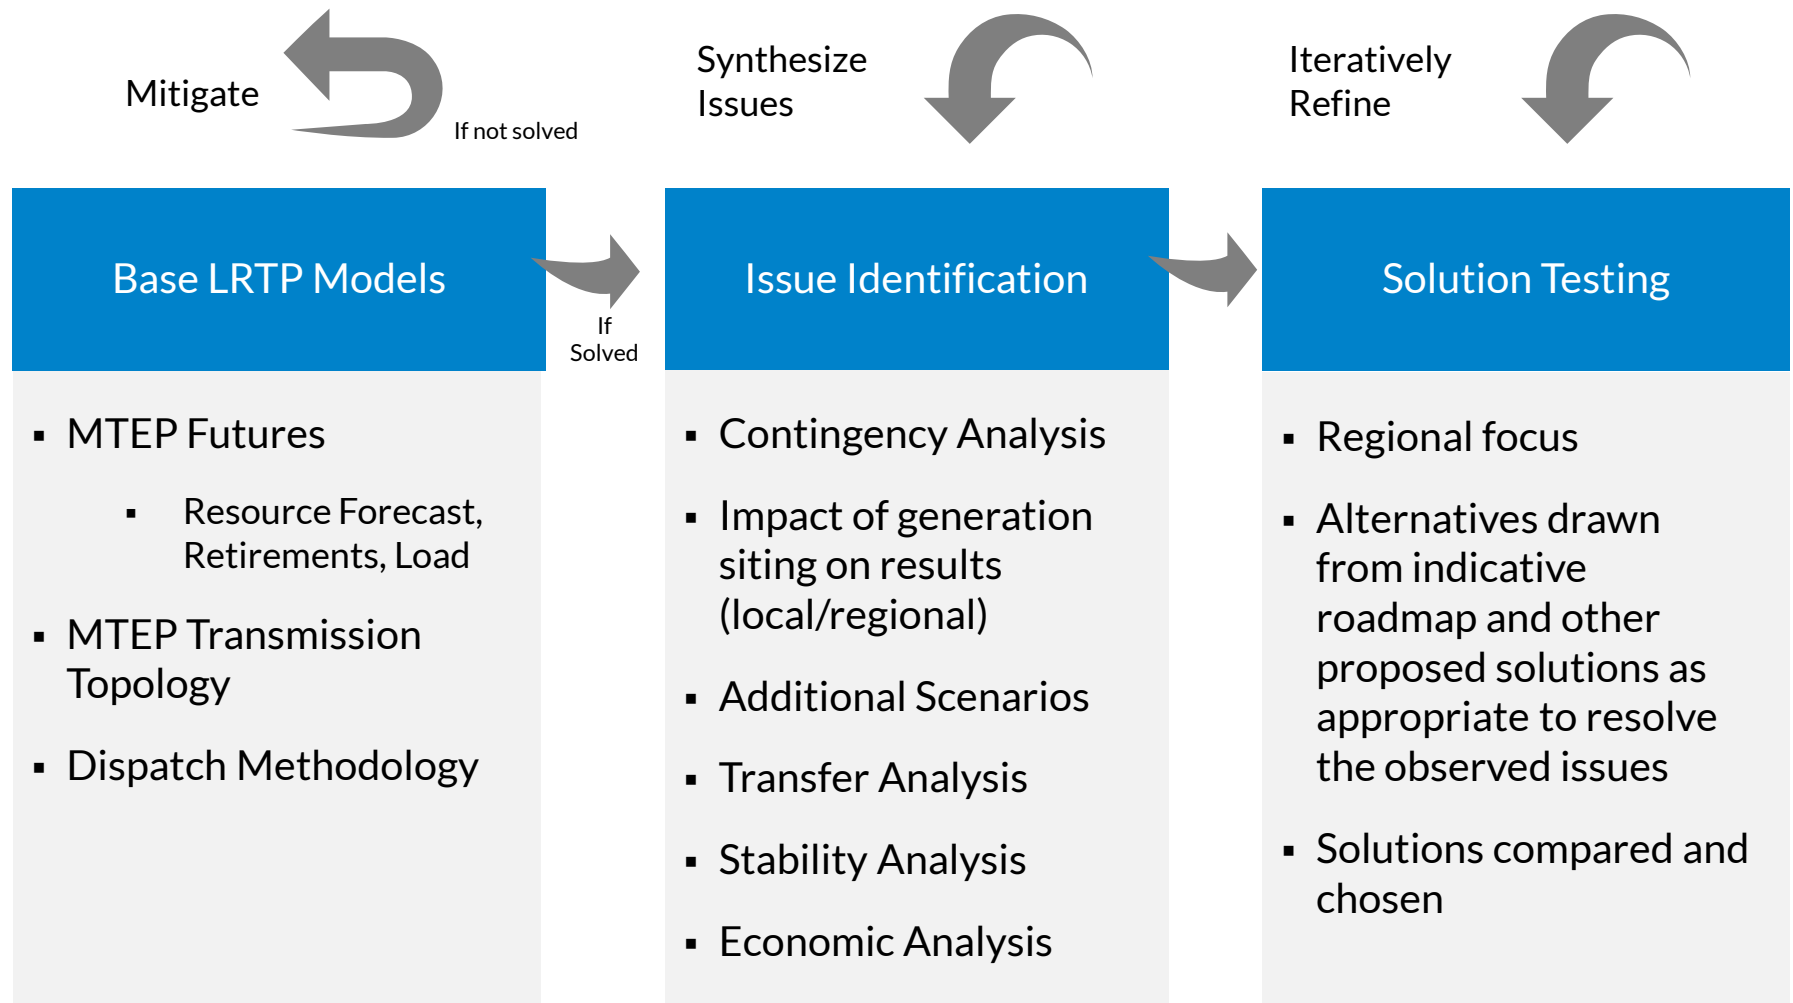 Mitigate
If not solved
Synthesize
Issues
Iteratively
Refine
Base LRTP Models
If
Solved
Issue Identification
Solution Testing
▪ MTEP Futures
▪ Resource Forecast,
Retirements, Load
▪ MTEP Transmission
Topology
▪ Dispatch Methodology
▪ Contingency Analysis
▪ Impact of generation
siting on results
(local/regional)
▪ Additional Scenarios
▪ Transfer Analysis
▪ Stability Analysis
▪ Economic Analysis
▪ Regional focus
▪ Alternatives drawn
from indicative
roadmap and other
proposed solutions as
appropriate to resolve
the observed issues
▪ Solutions compared and
chosen